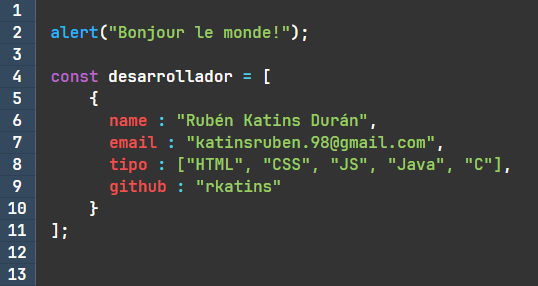 1
2 alert("Bonjour le monde!");
3
4 const desarrollador = [
5 {
6 name : "Rubén Katins Durán",
7 email : "katinsruben.98@gmail.com",
8 tipo : ["HTML", "CSS", "JS", "Java", "C"],
9 github : "rkatins"
10 }
11 ];
12
13